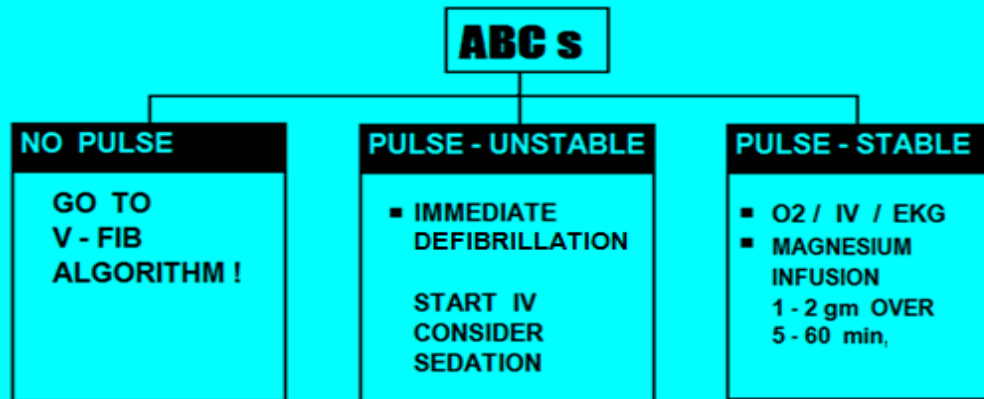 ABC s
NO PULSE
GO TO
V - FIB
ALGORITHM !
PULSE - UNSTABLE
▪ IMMEDIATE
DEFIBRILLATION
START IV
CONSIDER
SEDATION
PULSE - STABLE
▪ O2 / IV / EKG
▪ MAGNESIUM
INFUSION
1 - 2 gm OVER
5 - 60 min,